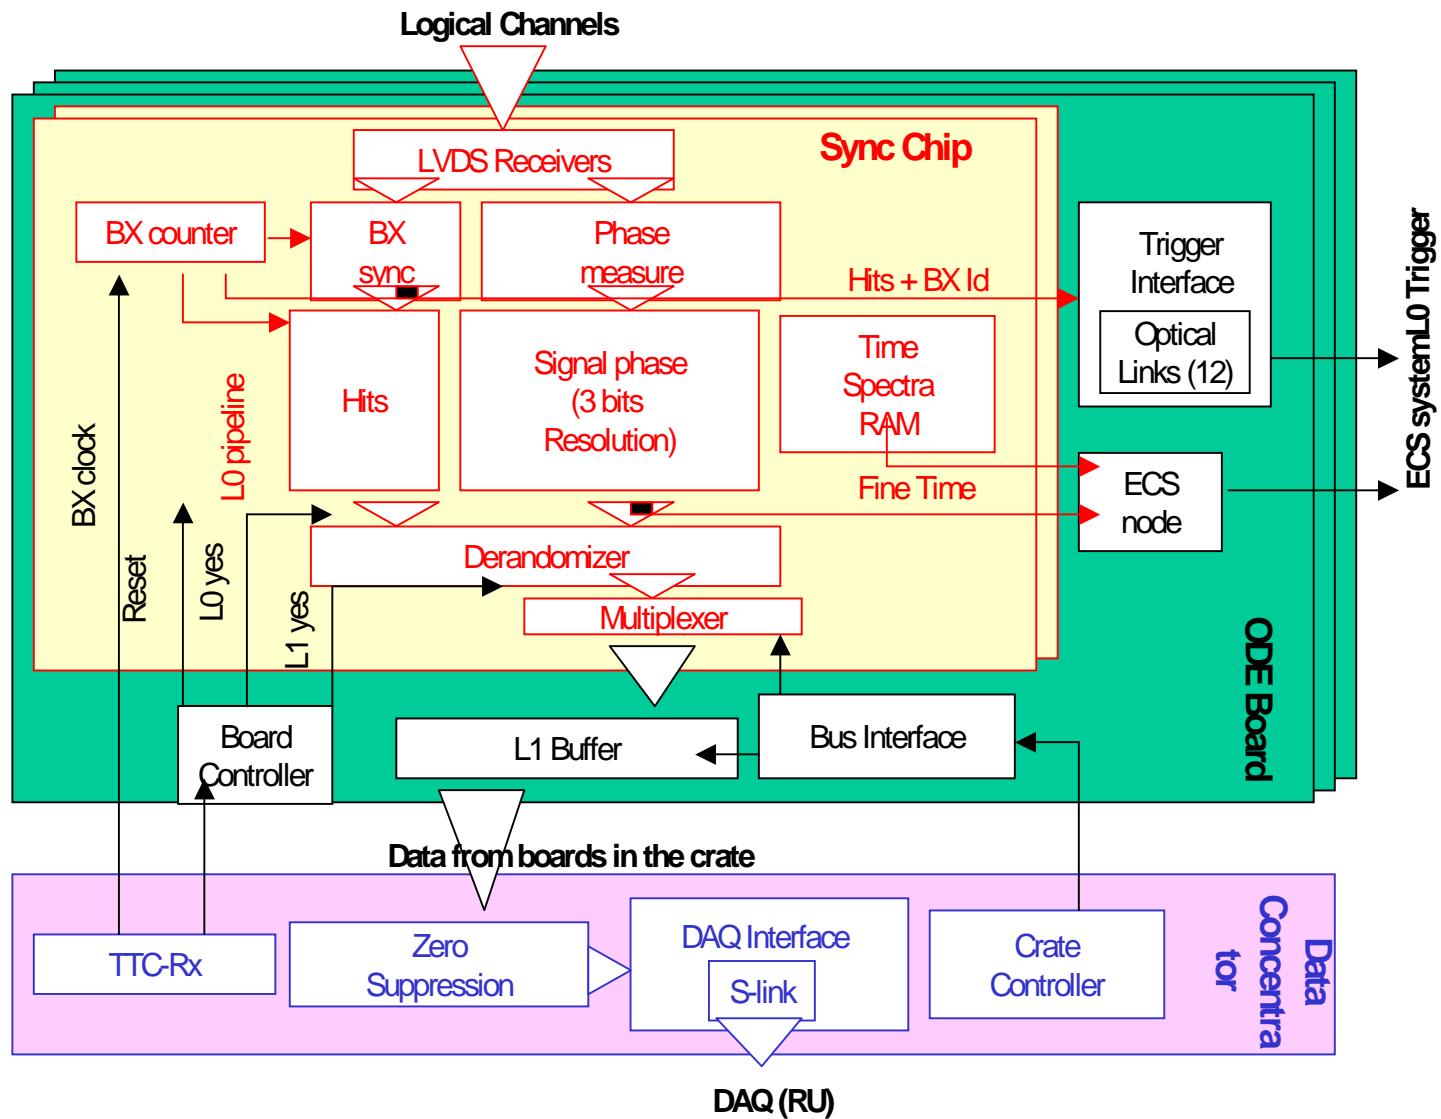 Logical Channels
Sync Chip
LVDS Receivers
BX counter
BX
sync
Phase
measure
Hits + BX Id
Trigger
Interface
Optical
Links (12)
ECS systemL0 Trigger
Hits
Signal phase
(3 bits
Resolution)
Time
Spectra
RAM
L0 pipeline
BX clock
Fine Time
ECS
node
Reset
L0 yes
L1 yes
Derandomizer
Multiplexer
ODE Board
Board
Controller
L1 Buffer
Bus Interface
Data from boards in the crate
TTC-Rx
Zero
Suppression
DAQ Interface
S-link
Crate
Controller
Data
Concentra
tor
DAQ (RU)